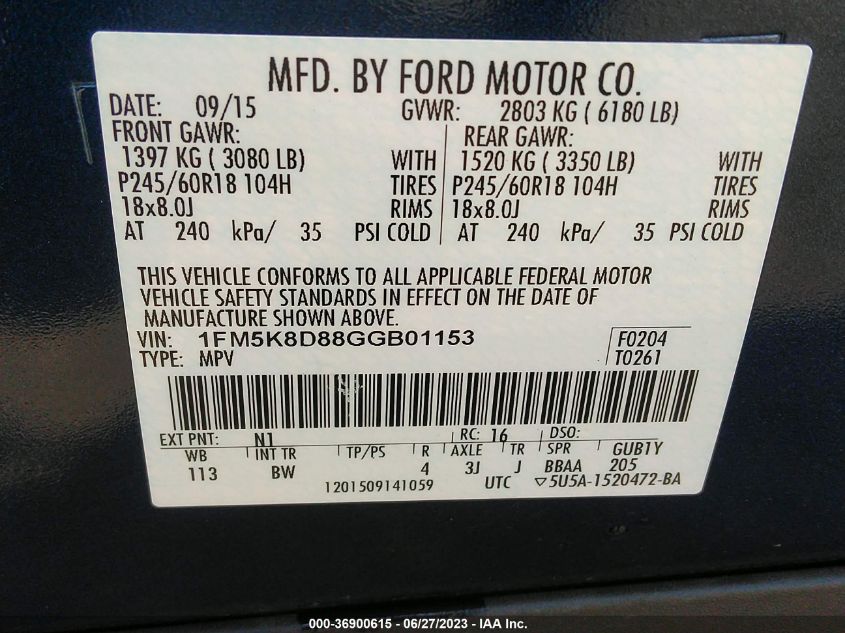 MFD. BY FORD MOTOR CO.
DATE: 09/15 GVWR: 2803 KG ( 6180 LB)
FRONT GAWR: REAR GAWR:
1397 KG ( 3080 LB) WITH 1520 KG ( 3350 LB) WITH
P245/60R18 104H TIRES P245/60R18 104H TIRES
18x8.0J RIMS 18x8.0J RIMS
AT 240 kPa/ 35 PSI COLD AT 240 kPa/ 35 PSI COLD
THIS VEHICLE CONFORMS TO ALL APPLICABLE FEDERAL MOTOR
VEHICLE SAFETY STANDARDS IN EFFECT ON THE DATE OF
MANUFACTURE SHOWN ABOVE.
VIN: 1FM5K8D88GGB01153 F0204
TYPE: MPV T0261
EXT PNT: N1 RC: 16 DSO:
WB INT TR TP/PS R AXLE TR SPR GUB1Y
113 BW 4 3J J BBAA 205
1201509141059 UTC ▽5U5A-1520472-BA
000-36900615 - 06/27/2023 - IAA Inc.